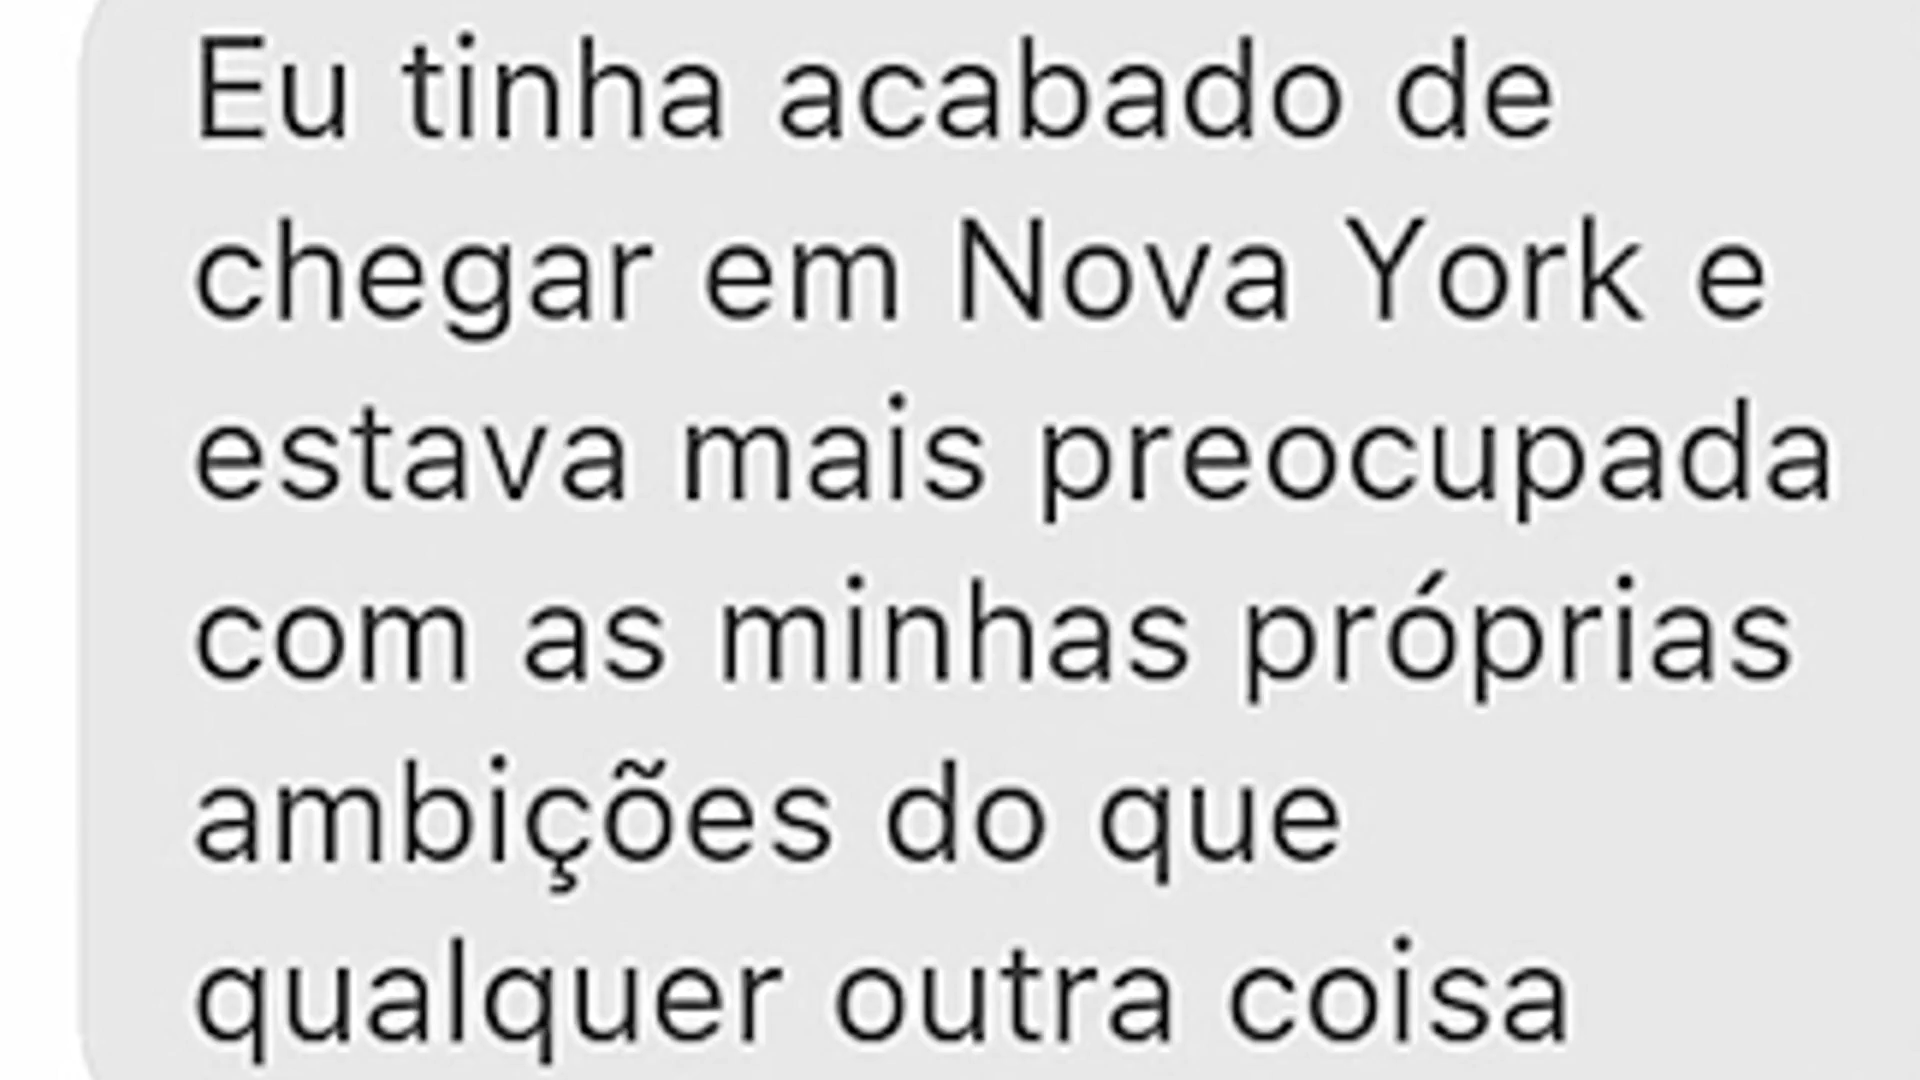 Eu tinha acabado de
chegar em Nova York e
estava mais preocupada
com as minhas próprias
ambições do que
qualquer outra coisa